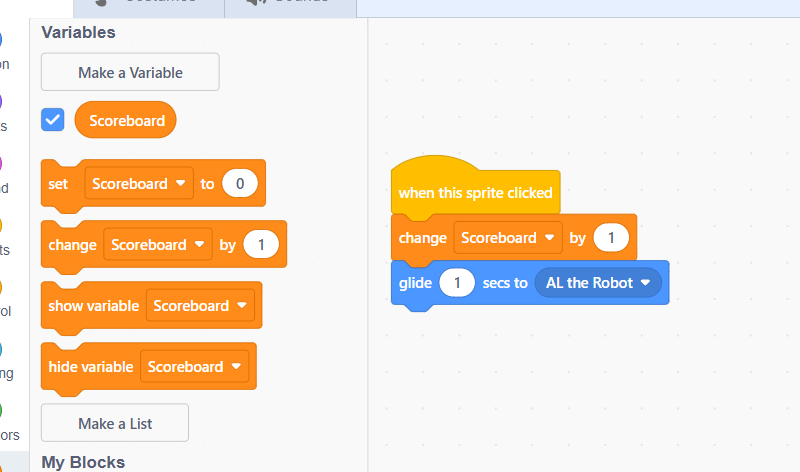 Variables
Make a Variable
Scoreboard
set Scoreboard to 0
change Scoreboard by 1
show variable Scoreboard
hide variable Scoreboard
Make a List
My Blocks
when this sprite clicked
change Scoreboard by 1
glide 1 secs to AL the Robot